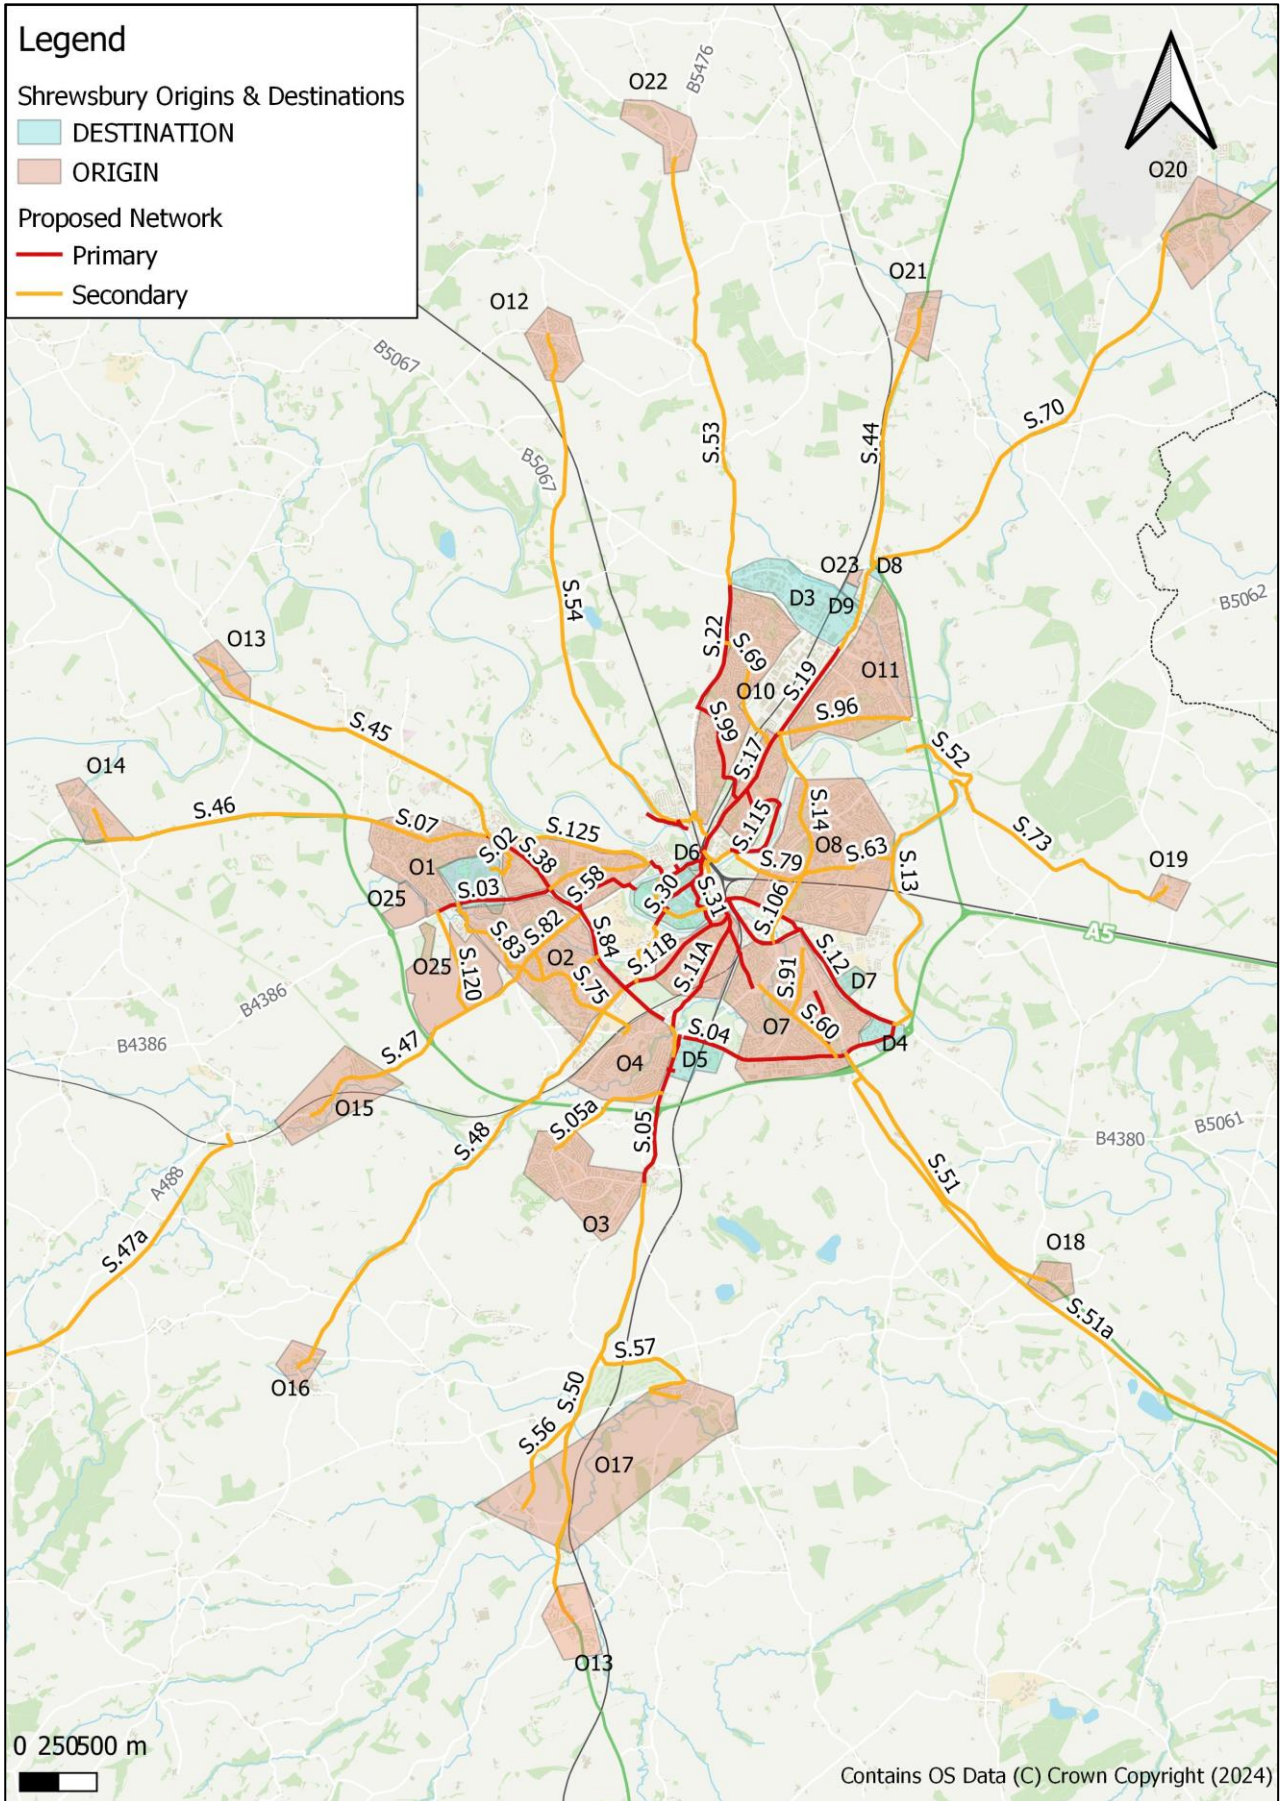 Legend
Shrewsbury Origins & Destinations
DESTINATION
ORIGIN
Proposed Network
Primary
Secondary
O22
B5476
O20
O21
O12
B5067
S.70
S.53
S.44
B5067
O23
D8
D3
D9
S.54
B5062
S.22
S.69
O13
O11
S.19
O10
S.96
S.99
S.45
S.52
S.17
O14
S.46
S.07
S.14
S.115
S.125
S.02
S.73
S.38
O8
S.63
D6
S.79
O1
O19
S.58
S.13
S.03
S.30
S.31
O25
S.106
A5
S.82
S.84
S.83
S.12
S.11B
S.11A
O2
O25
S.120
S.75
S.91
D7
B4386
O7
S.60
S.04
B4386
S.47
D4
O4
D5
O15
S.05a
S.05
B5061
B4380
S.48
A488
S.51
O3
S.47a
O18
S.51a
S.57
O16
S.50
S.56
O17
O13
0 250500 m
Contains OS Data (C) Crown Copyright (2024)